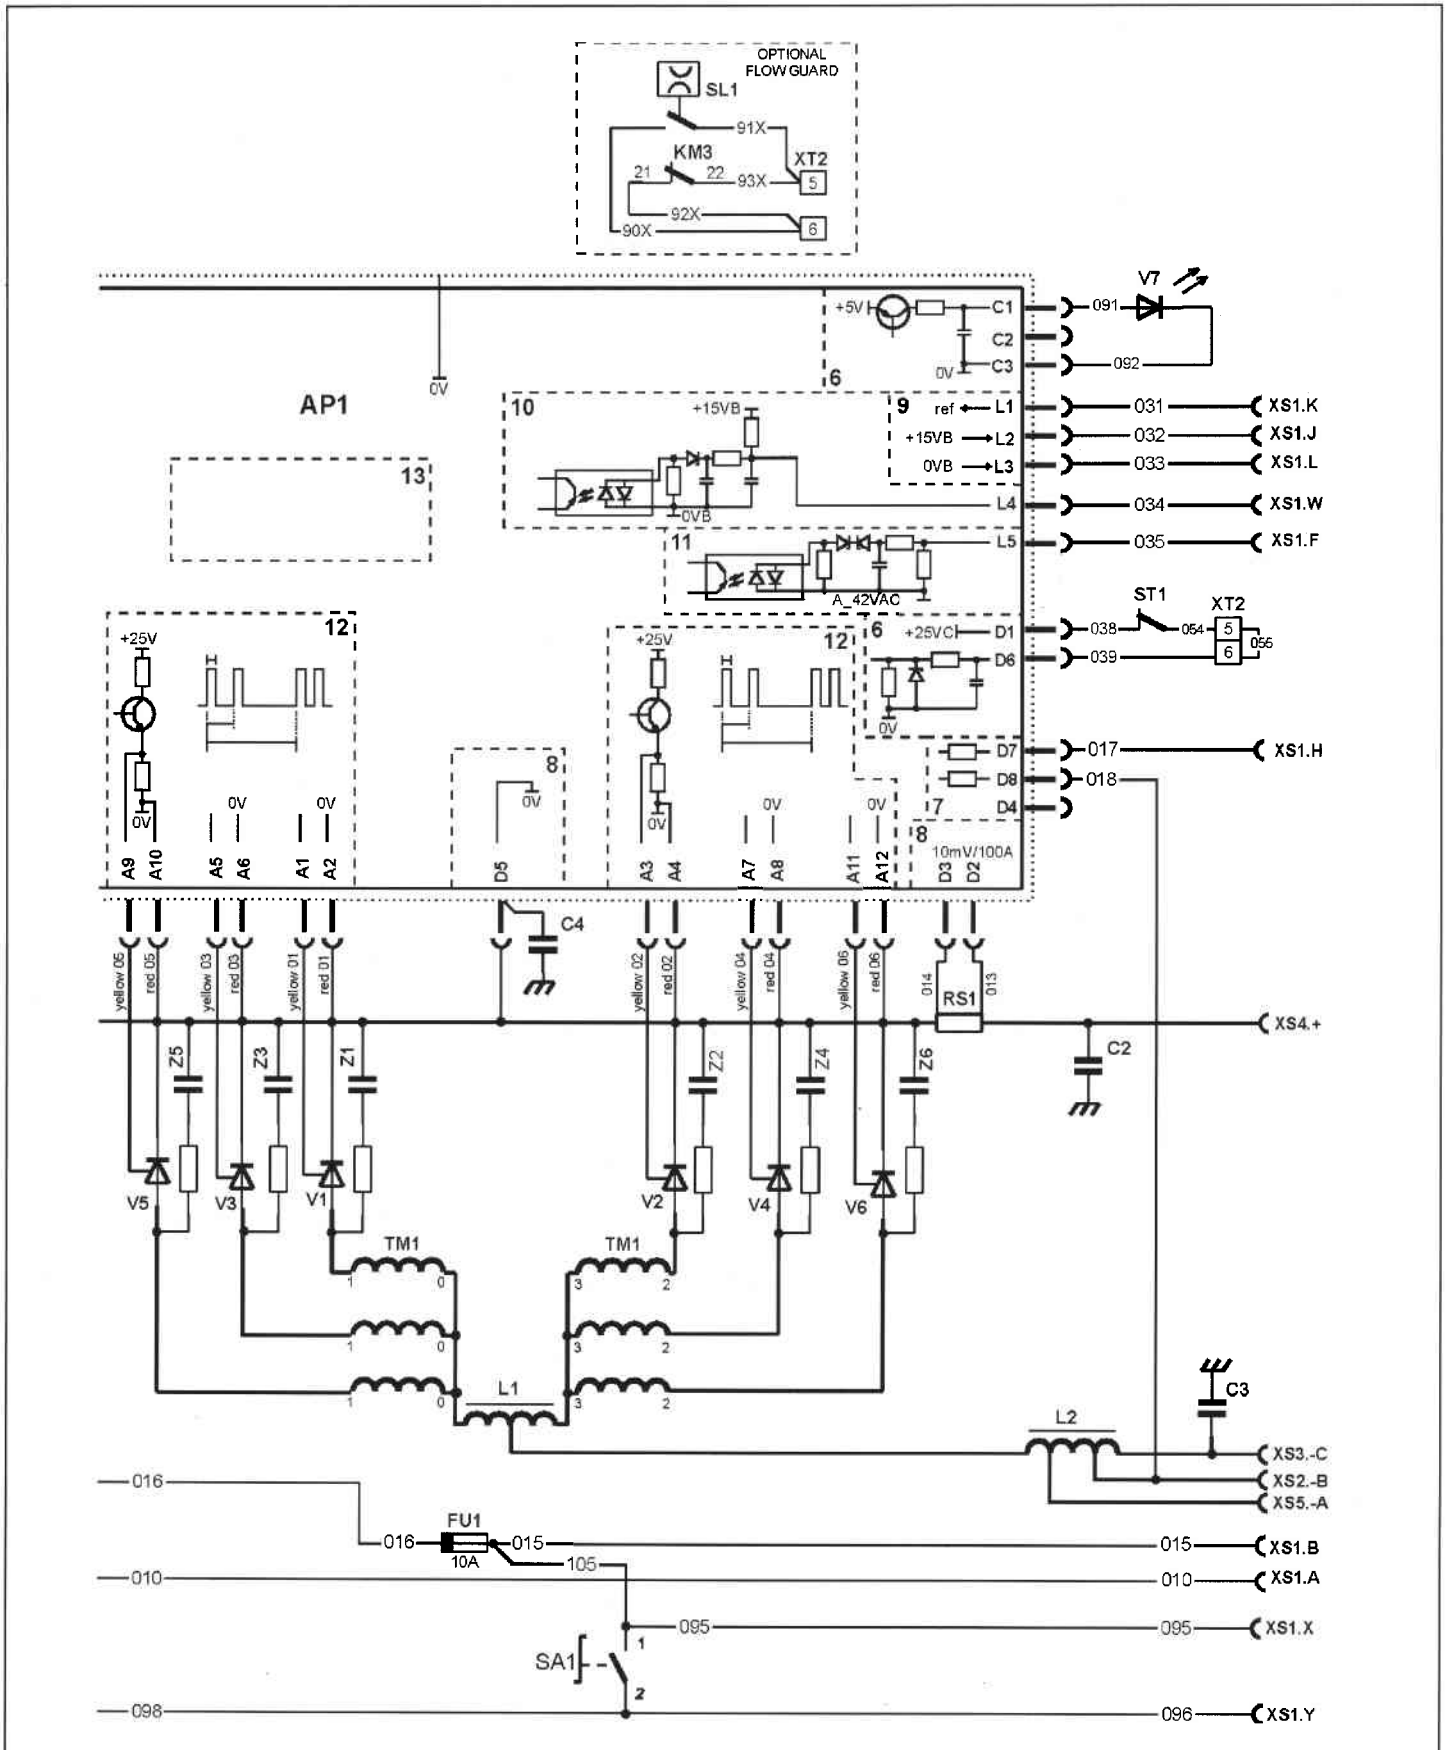 OPTIONAL
FLOW GUARD
SL1
91X
KM3
XT2
21
22
93X
5
92X
90X
6
V7
+5V
C1
091
C2
0V
C3
092
6
0V
AP1
10
+15VB
9
ref
L1
031
XS1.K
+15VB
L2
032
XS1.J
0VB
L3
033
XS1.L
13
0VB
L4
034
XS1.W
11
L5
035
XS1.F
A_42VAC
ST1
XT2
12
+25V
12
+25V
6
+25VC
D1
038
054
5
055
D6
039
6
0V
8
0V
D7
017
XS1.H
D8
018
D4
7
0V
0V
0V
0V
0V
0V
8
10mV/100A
A9
A10
A5
A6
A1
A2
D5
A3
A4
A7
A8
A11
A12
D3
D2
C4
yellow 05
red 05
yellow 03
red 03
yellow 01
red 01
yellow 02
red 02
yellow 04
red 04
yellow 06
red 06
014
013
RS1
XS4.+
Z5
Z3
Z1
Z2
Z4
Z6
C2
V5
V3
V1
V2
V4
V6
TM1
TM1
1
0
3
2
1
0
3
2
1
0
3
2
L1
L2
C3
XS3.-C
016
XS2.-B
XS5.-A
FU1
016
015
015
XS1.B
10A
105
010
010
XS1.A
095
095
XS1.X
1
SA1
2
098
096
XS1.Y